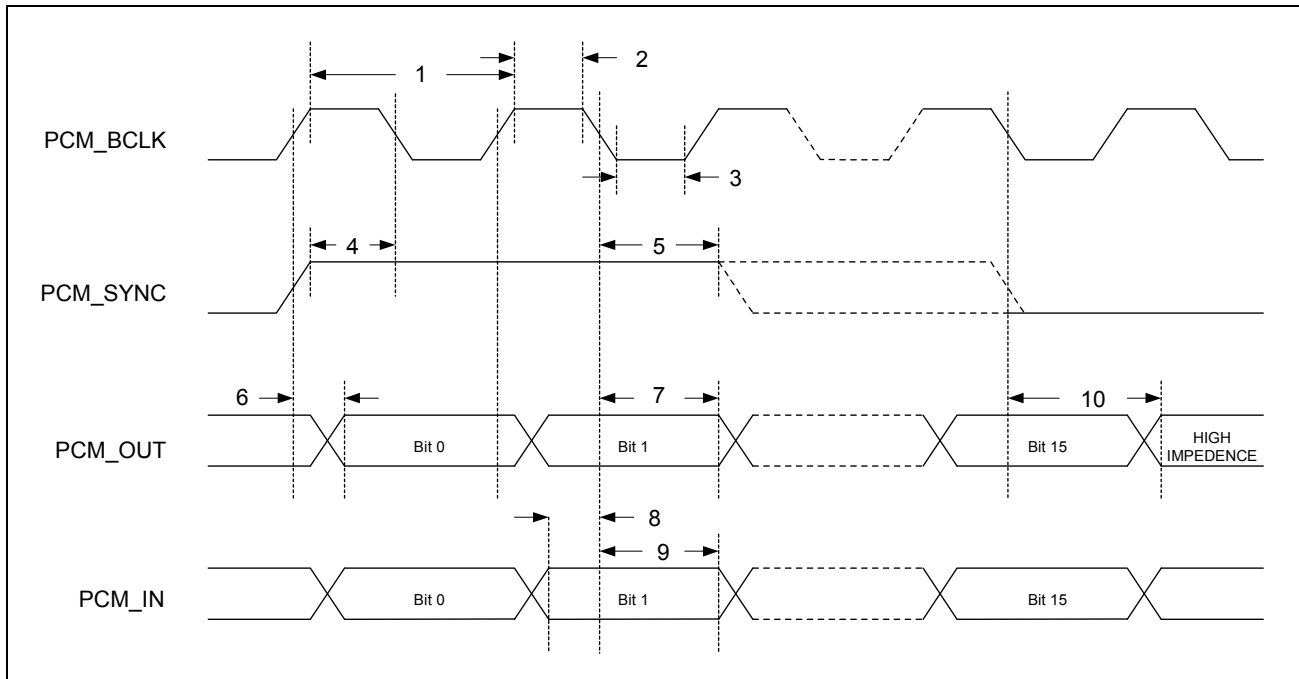 1
2
PCM_BCLK
3
4
5
PCM_SYNC
6
7
10
PCM_OUT
Bit 0
Bit 1
Bit 15
HIGH
IMPEDENCE
8
9
PCM_IN
Bit 0
Bit 1
Bit 15